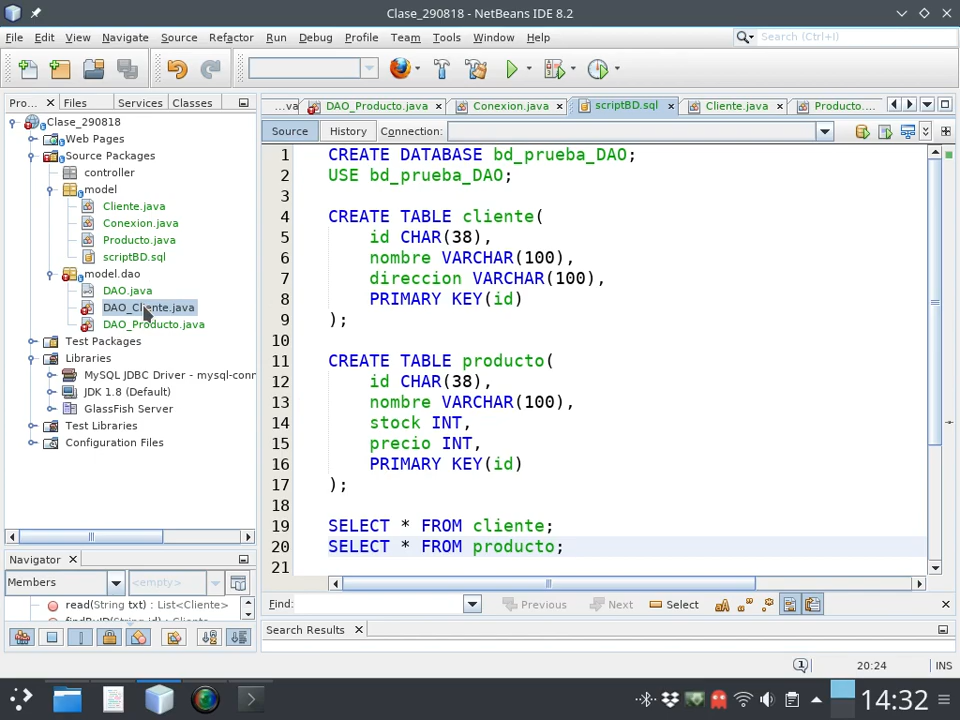 Clase_290818 - NetBeans IDE 8.2
File Edit View Navigate Source Refactor Run Debug Profile Team Tools Window Help
Search (Ctrl+I)
Pro... Files Services Classes
...va DAO_Producto.java Conexion.java scriptBD.sql Cliente.java Producto....
Source History Connection:
Clase_290818
Web Pages
Source Packages
controller
model
Cliente.java
Conexion.java
Producto.java
scriptBD.sql
model.dao
DAO.java
DAO_Cliente.java
DAO_Producto.java
Test Packages
Libraries
MySQL JDBC Driver - mysql-conn
JDK 1.8 (Default)
GlassFish Server
Test Libraries
Configuration Files
1 CREATE DATABASE bd_prueba_DAO;
2 USE bd_prueba_DAO;
3
4 CREATE TABLE cliente(
5 id CHAR(38),
6 nombre VARCHAR(100),
7 direccion VARCHAR(100),
8 PRIMARY KEY(id)
9 );
10
11 CREATE TABLE producto(
12 id CHAR(38),
13 nombre VARCHAR(100),
14 stock INT,
15 precio INT,
16 PRIMARY KEY(id)
17 );
18
19 SELECT * FROM cliente;
20 SELECT * FROM producto;
21
Navigator
Members <empty>
read(String txt) : List<Cliente>
findByID(String id) : Cliente
Find: Previous Next Select
Search Results
1 20:24 INS
14:32